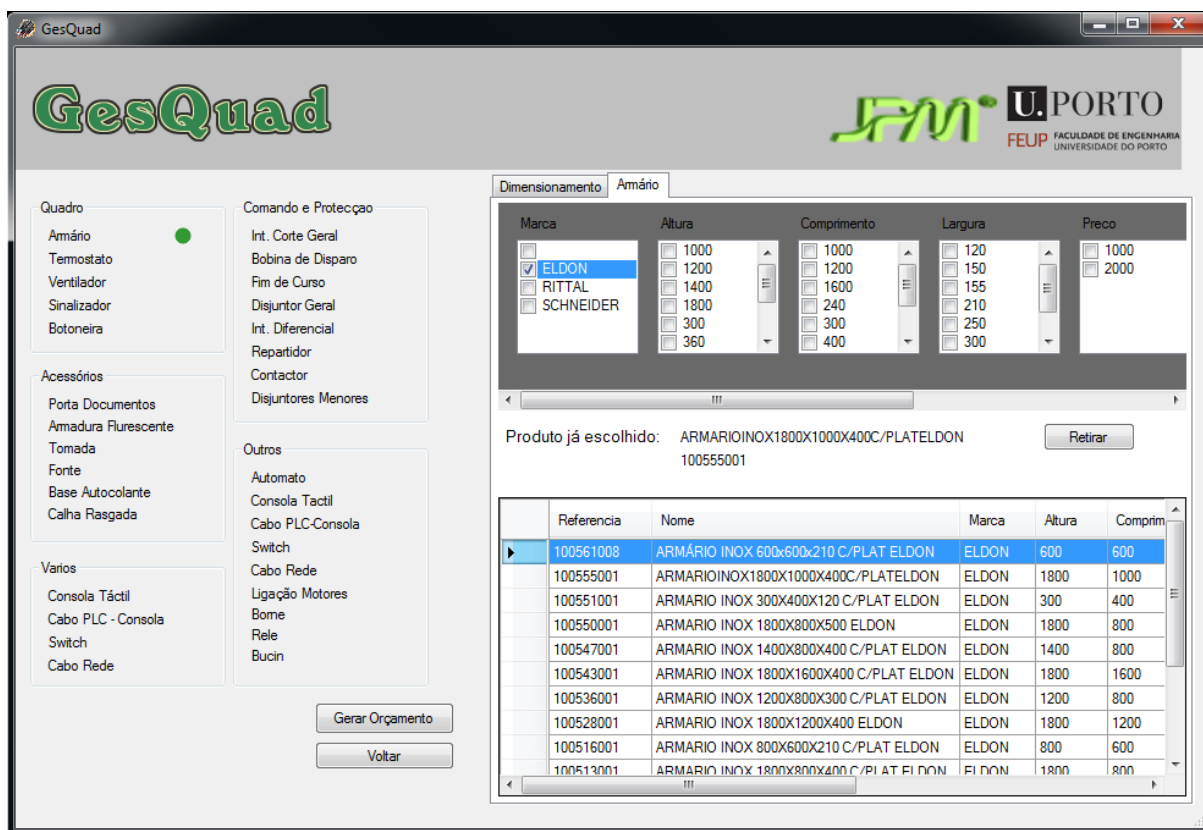 GesQuad
GesQuad
JPM
U.PORTO
FEUP FACULDADE DE ENGENHARIA
UNIVERSIDADE DO PORTO
Quadro
Armário
Termostato
Ventilador
Sinalizador
Botoneira
Acessórios
Porta Documentos
Armadura Flurescente
Tomada
Fonte
Base Autocolante
Calha Rasgada
Varios
Consola Táctil
Cabo PLC - Consola
Switch
Cabo Rede
Comando e Protecçao
Int. Corte Geral
Bobina de Disparo
Fim de Curso
Disjuntor Geral
Int. Diferencial
Repartidor
Contactor
Disjuntores Menores
Outros
Automato
Consola Tactil
Cabo PLC-Consola
Switch
Cabo Rede
Ligação Motores
Borne
Rele
Bucin
Gerar Orçamento
Voltar
Dimensionamento Armário
Marca Altura Comprimento Largura Preco
1000 1000 120 1000
ELDON 1200 1200 150 2000
RITTAL 1400 1600 155
SCHNEIDER 1800 240 210
300 300 250
360 400 300
Produto já escolhido: ARMARIOINOX1800X1000X400C/PLATELDON Retirar
100555001
Referencia Nome Marca Altura Comprim
100561008 ARMÁRIO INOX 600x600x210 C/PLAT ELDON ELDON 600 600
100555001 ARMARIOINOX1800X1000X400C/PLATELDON ELDON 1800 1000
100551001 ARMARIO INOX 300X400X120 C/PLAT ELDON ELDON 300 400
100550001 ARMARIO INOX 1800X800X500 ELDON ELDON 1800 800
100547001 ARMARIO INOX 1400X800X400 C/PLAT ELDON ELDON 1400 800
100543001 ARMARIO INOX 1800X1600X400 C/PLAT ELDON ELDON 1800 1600
100536001 ARMARIO INOX 1200X800X300 C/PLAT ELDON ELDON 1200 800
100528001 ARMARIO INOX 1800X1200X400 ELDON ELDON 1800 1200
100516001 ARMARIO INOX 800X600X210 C/PLAT ELDON ELDON 800 600
100513001 ARMARIO INOX 1800X800X400 C/PLAT ELDON ELDON 1800 800